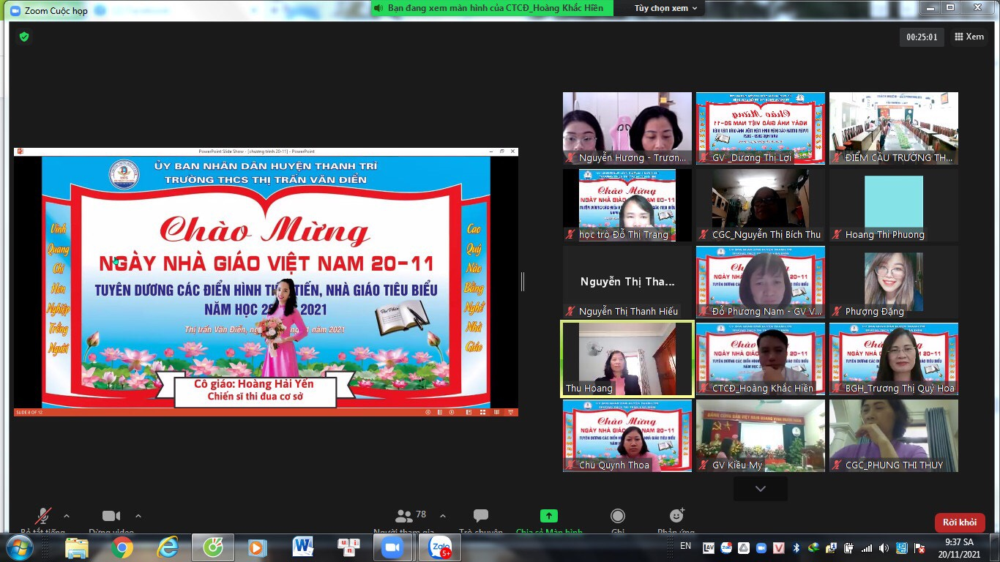 Zoom Cuộc họp
Bạn đang xem màn hình của CTCĐ_Hoàng Khắc Hiền
Tùy chọn xem
00:25:01
Xem
PowerPoint Slide Show - [chương trình 20-11] - PowerPoint
ỦY BAN NHÂN DÂN HUYỆN THANH TRÌ
TRƯỜNG THCS THỊ TRẤN VĂN ĐIỂN
Chào Mừng
NGÀY NHÀ GIÁO VIỆT NAM 20-11
TUYÊN DƯƠNG CÁC ĐIỂN HÌNH TIÊN TIẾN, NHÀ GIÁO TIÊU BIỂU
NĂM HỌC 2021
Thị trấn Văn Điển, 1 năm 2021
Vinh
Quang
Chi
Hơn
Nghiệp
Trồng
Người
Cao
Quý
Nào
Bằng
Nghề
Nhà
Giáo
Cô giáo: Hoàng Hải Yến
Chiến sĩ thi đua cơ sở
SLIDE 8 OF 12
Nguyễn Hương - Trươn...
GV _Dương Thị Lợi
ĐIỂM CẦU TRƯỜNG TH...
học trò Đỗ Thị Trang
CGC_Nguyễn Thị Bích Thu
Hoang Thi Phuong
Nguyễn Thị Tha...
Nguyễn Thị Thanh Hiếu
Đỗ Phương Nam - GV V...
Phượng Đặng
Thu Hoang
CTCĐ_Hoàng Khắc Hiền
BGH_Trương Thị Quý Hoa
Chu Quynh Thoa
GV Kiều My
CGC_PHUNG THI THUY
Bỏ tắt tiếng
Dừng video
78
Người tham gia
Trò chuyện
Chia sẻ Màn hình
Ghi
Phản ứng
Rời khỏi
EN
9:37 SA
20/11/2021